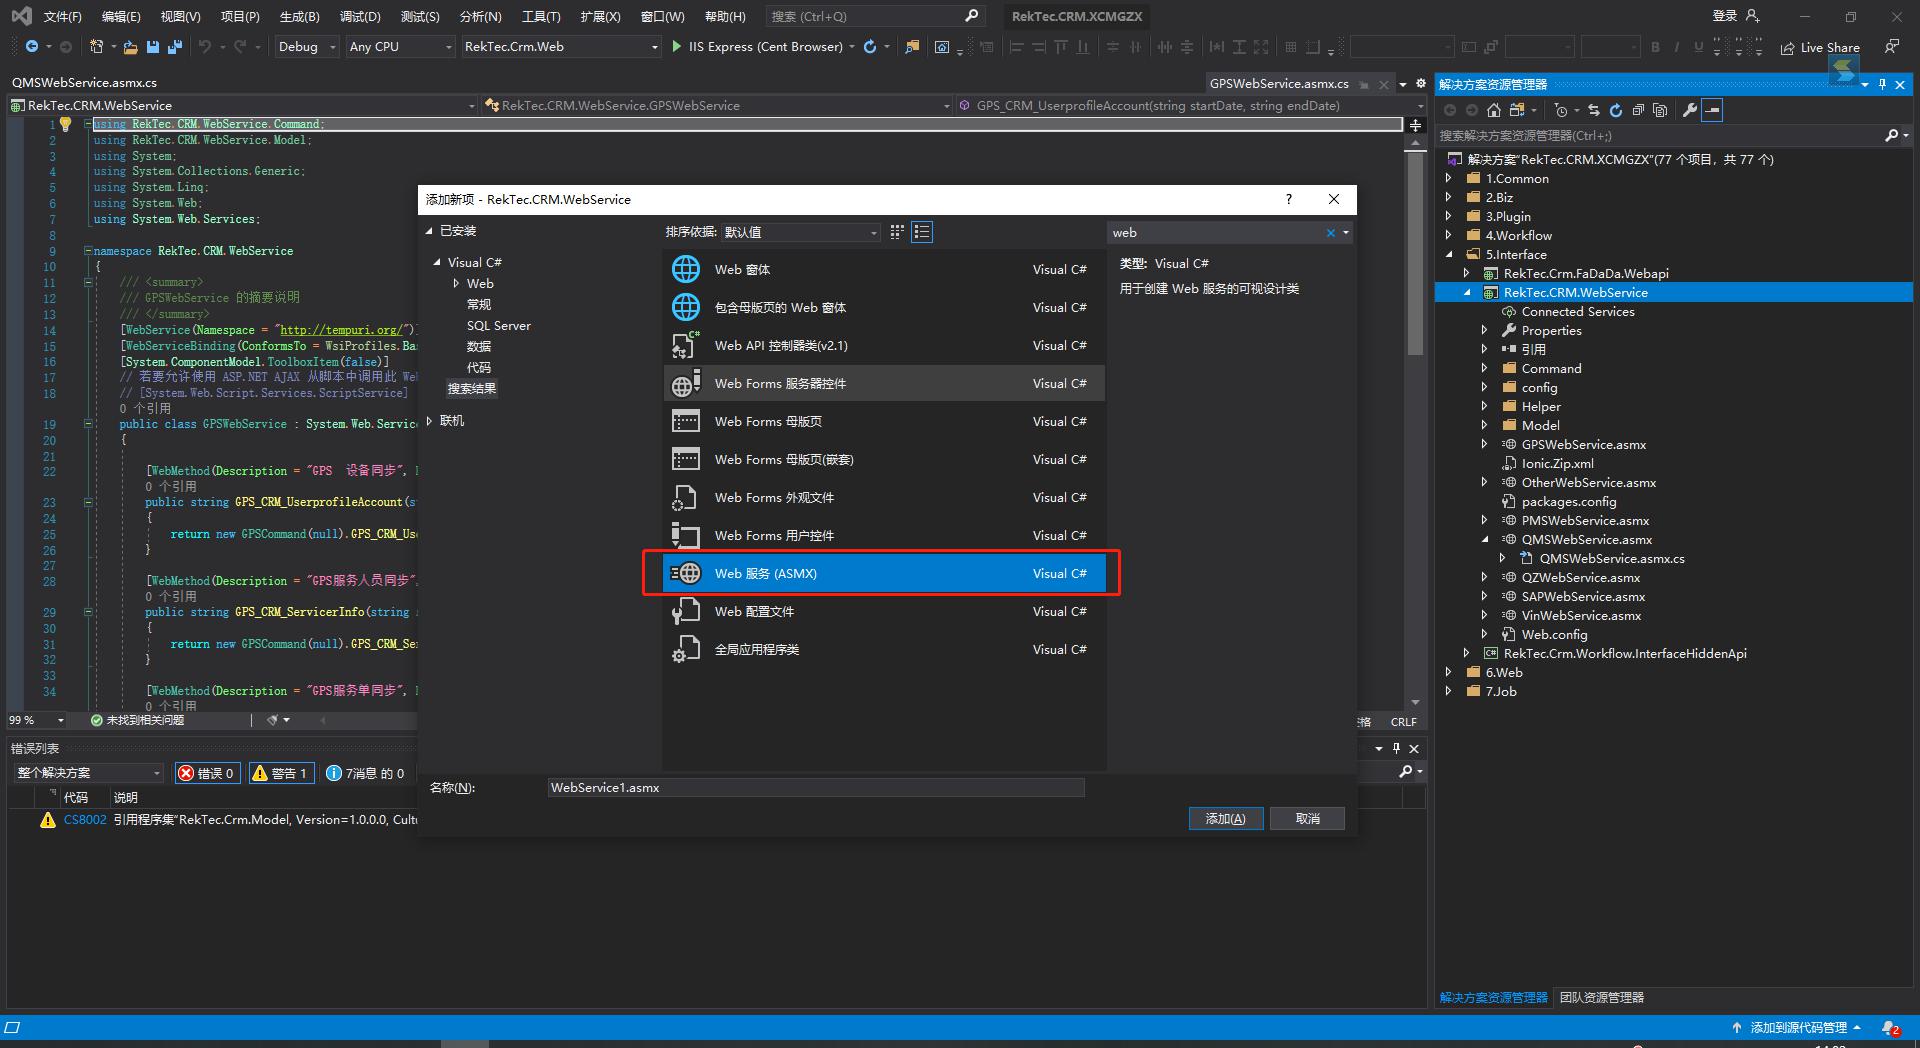 文件(F) 编辑(E) 视图(V) 项目(P) 生成(B) 调试(D) 测试(S) 分析(N) 工具(T) 扩展(X) 窗口(W) 帮助(H) 搜索 (Ctrl+Q) RekTec.CRM.XCMGZX 登录
Debug Any CPU RekTec.Crm.Web IIS Express (Cent Browser) Live Share
QMSWebService.asmx.cs GPSWebService.asmx.cs
RekTec.CRM.WebService RekTec.CRM.WebService.GPSWebService GPS_CRM_UserprofileAccount(string startDate, string endDate)
1 using RekTec.CRM.WebService.Command;
2 using RekTec.CRM.WebService.Model;
3 using System;
4 using System.Collections.Generic;
5 using System.Linq;
6 using System.Web;
7 using System.Web.Services;
8
9 namespace RekTec.CRM.WebService
10 {
11 /// <summary>
12 /// GPSWebService 的摘要说明
13 /// </summary>
14 [WebService(Namespace = "http://tempuri.org/")]
15 [WebServiceBinding(ConformsTo = WsiProfiles.Ba
16 [System.ComponentModel.ToolboxItem(false)]
17 // 若要允许使用 ASP.NET AJAX 从脚本中调用此 We
18 // [System.Web.Script.Services.ScriptService]
0 个引用
19 public class GPSWebService : System.Web.Servic
20 {
21
22 [WebMethod(Description = "GPS 设备同步",
0 个引用
23 public string GPS_CRM_UserprofileAccount(s
24 {
25 return new GPSCommand(null).GPS_CRM_Us
26 }
27
28 [WebMethod(Description = "GPS服务人员同步"
0 个引用
29 public string GPS_CRM_ServicerInfo(string
30 {
31 return new GPSCommand(null).GPS_CRM_Se
32 }
33
34 [WebMethod(Description = "GPS服务单同步",
0 个引用
99 % 未找到相关问题 CRLF
错误列表
整个解决方案 错误 0 警告 1 7消息 的 0
代码 说明
CS8002 引用程序集"RekTec.Crm.Model, Version=1.0.0.0, Cultu
添加新项 - RekTec.CRM.WebService ?
已安装
Visual C#
Web
常规
SQL Server
数据
代码
搜索结果
联机
排序依据: 默认值
Web 窗体 Visual C#
包含母版页的 Web 窗体 Visual C#
Web API 控制器类(v2.1) Visual C#
Web Forms 服务器控件 Visual C#
Web Forms 母版页 Visual C#
Web Forms 母版页(嵌套) Visual C#
Web Forms 外观文件 Visual C#
Web Forms 用户控件 Visual C#
Web 服务 (ASMX) Visual C#
Web 配置文件 Visual C#
全局应用程序类 Visual C#
web
类型: Visual C#
用于创建 Web 服务的可视设计类
名称(N): WebService1.asmx
添加(A) 取消
解决方案资源管理器
搜索解决方案资源管理器(Ctrl+;)
解决方案"RekTec.CRM.XCMGZX"(77 个项目，共 77 个)
1.Common
2.Biz
3.Plugin
4.Workflow
5.Interface
RekTec.Crm.FaDaDa.Webapi
RekTec.CRM.WebService
Connected Services
Properties
引用
Command
config
Helper
Model
GPSWebService.asmx
Ionic.Zip.xml
OtherWebService.asmx
packages.config
PMSWebService.asmx
QMSWebService.asmx
QMSWebService.asmx.cs
QZWebService.asmx
SAPWebService.asmx
VinWebService.asmx
Web.config
RekTec.Crm.Workflow.InterfaceHiddenApi
6.Web
7.Job
解决方案资源管理器 团队资源管理器
添加到源代码管理 2